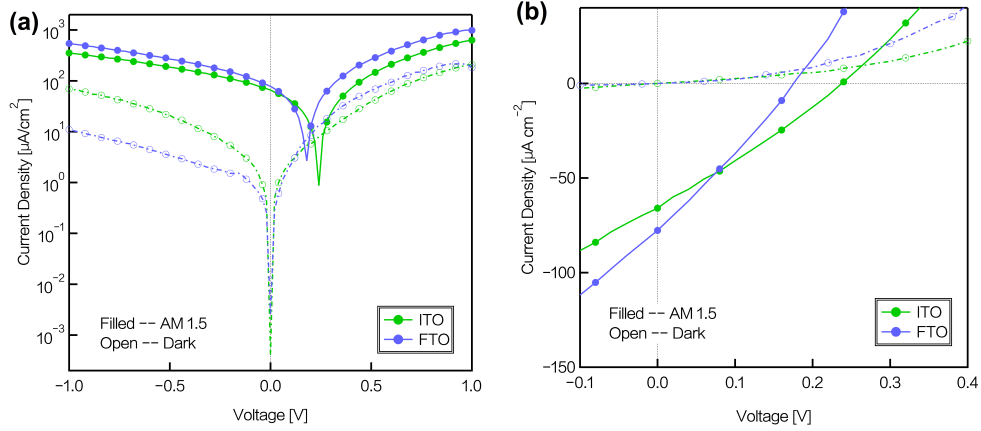 (a)
Current Density [µA/cm²]
10³
10²
10¹
10⁰
10⁻¹
10⁻²
10⁻³
Filled -- AM 1.5
Open -- Dark
ITO
FTO
-1.0 -0.5 0.0 0.5 1.0
Voltage [V]
(b)
Current Density [µA cm⁻²]
0
-50
-100
-150
Filled -- AM 1.5
Open -- Dark
ITO
FTO
-0.1 0.0 0.1 0.2 0.3 0.4
Voltage [V]